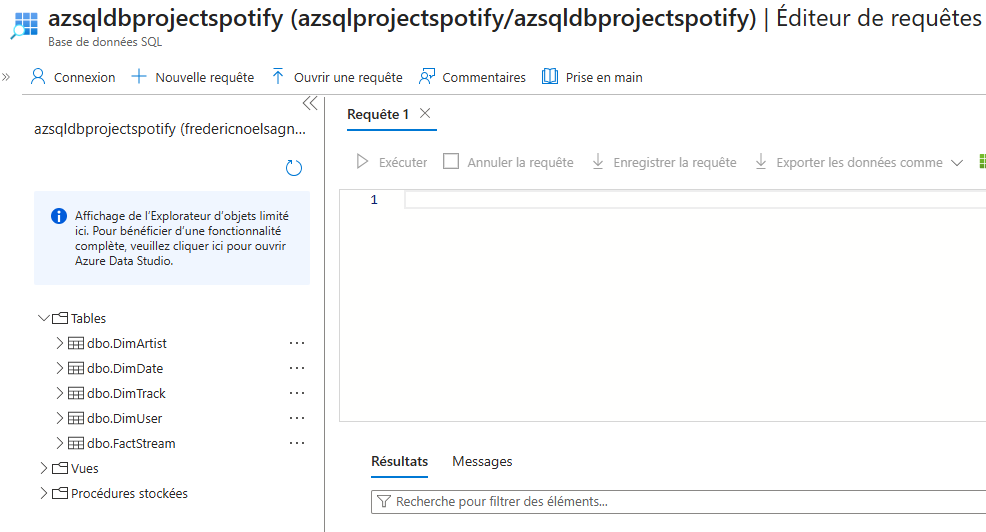 azsqldbprojectspotify (azsqlprojectspotify/azsqldbprojectspotify) | Éditeur de requêtes
Base de données SQL
Connexion
Nouvelle requête
Ouvrir une requête
Commentaires
Prise en main
azsqldbprojectspotify (fredericnoelsagn...
Requête 1
Exécuter
Annuler la requête
Enregistrer la requête
Exporter les données comme
1
Affichage de l'Explorateur d'objets limité
ici. Pour bénéficier d'une fonctionnalité
complète, veuillez cliquer ici pour ouvrir
Azure Data Studio.
Tables
dbo.DimArtist
dbo.DimDate
dbo.DimTrack
dbo.DimUser
dbo.FactStream
Vues
Procédures stockées
Résultats
Messages
Recherche pour filtrer des éléments...